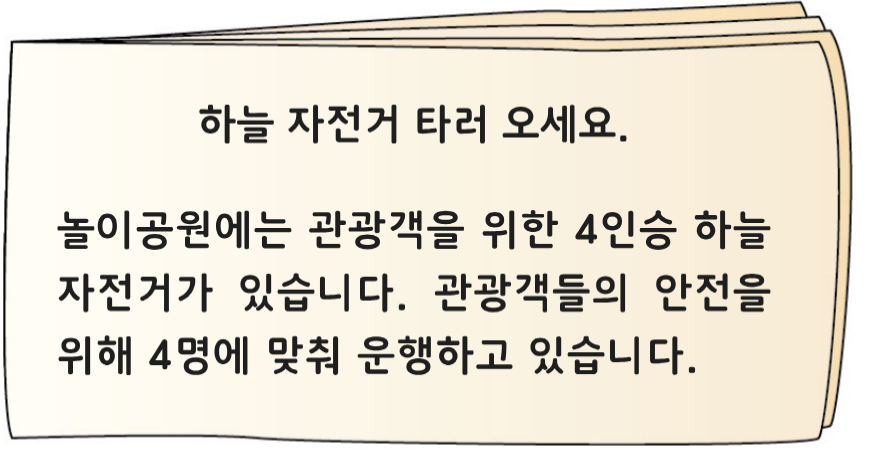 하늘 자전거 타러 오세요.
놀이공원에는 관광객을 위한 4인승 하늘
자전거가 있습니다. 관광객들의 안전을
위해 4명에 맞춰 운행하고 있습니다.